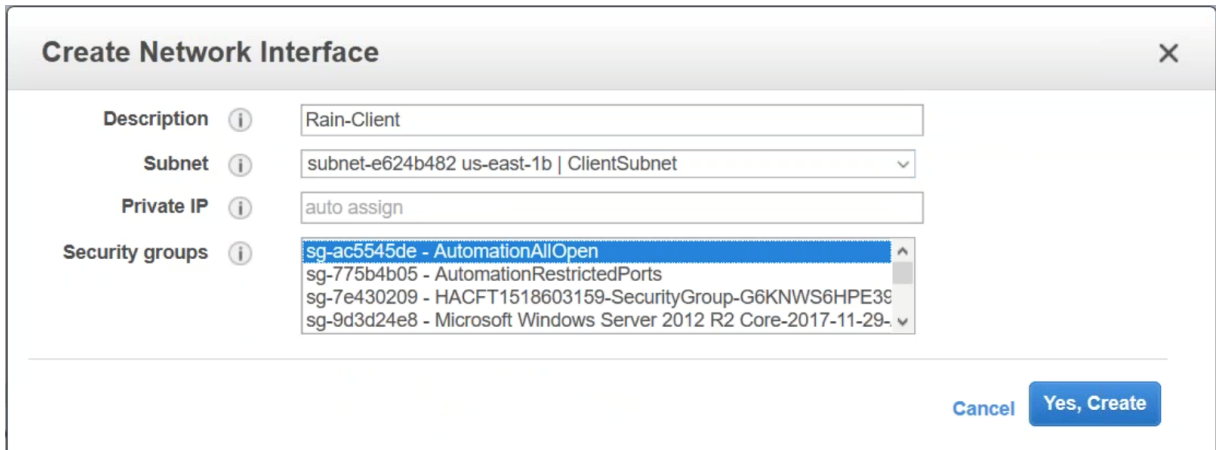 Create Network Interface
Description
Rain-Client
Subnet
subnet-e624b482 us-east-1b | ClientSubnet
Private IP
auto assign
Security groups
sg-ac5545de - AutomationAllOpen
sg-775b4b05 - AutomationRestrictedPorts
sg-7e430209 - HACFT1518603159-SecurityGroup-G6KNWS6HPE39
sg-9d3d24e8 - Microsoft Windows Server 2012 R2 Core-2017-11-29-
Cancel
Yes, Create